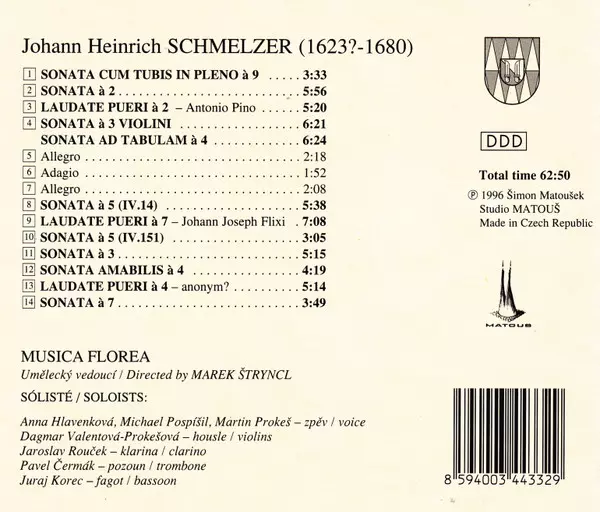 Johann Heinrich SCHMELZER (1623?-1680)
1 SONATA CUM TUBIS IN PLENO à 9 ..... 3:33
2 SONATA à 2 ..... 5:56
3 LAUDATE PUERI à 2 – Antonio Pino ...... 5:20
4 SONATA à 3 VIOLINI ..... 6:21
SONATA AD TABULAM à 4 ..... 6:24
5 Allegro ..... 2:18
6 Adagio ..... 1:52
7 Allegro ..... 2:08
8 SONATA à 5 (IV.14) ..... 5:38
9 LAUDATE PUERI à 7 – Johann Joseph Flixi . 7:08
10 SONATA à 5 (IV.151) ..... 3:05
11 SONATA à 3 ..... 5:15
12 SONATA AMABILIS à 4 ..... 4:19
13 LAUDATE PUERI à 4 – anonym? ..... 5:14
14 SONATA à 7 ..... 3:49
DDD
Total time 62:50
℗ 1996 Šimon Matoušek
Studio MATOUŠ
Made in Czech Republic
MATOUS
MUSICA FLOREA
Umělecký vedoucí / Directed by MAREK ŠTRYNCL
SÓLISTÉ / SOLOISTS:
Anna Hlavenková, Michael Pospíšil, Martin Prokeš – zpěv / voice
Dagmar Valentová-Prokešová – housle / violins
Jaroslav Rouček – klarina / clarino
Pavel Čermák – pozoun / trombone
Juraj Korec – fagot / bassoon
8 594003 443329